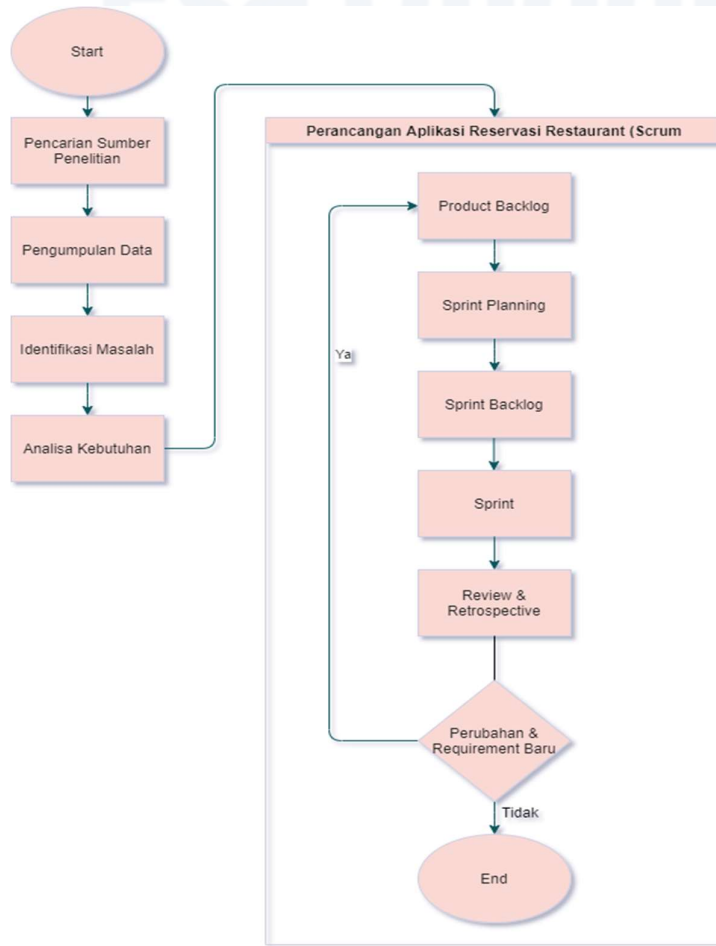 Start
Pencarian Sumber
Penelitian
Pengumpulan Data
Identifikasi Masalah
Analisa Kebutuhan
Perancangan Aplikasi Reservasi Restaurant (Scrum
Product Backlog
Sprint Planning
Sprint Backlog
Sprint
Review &
Retrospective
Perubahan &
Requirement Baru
Ya
Tidak
End